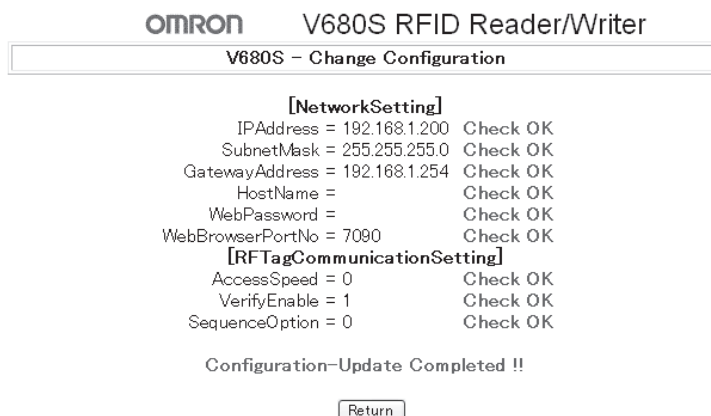 OMRON V680S RFID Reader/Writer
V680S - Change Configuration
[NetworkSetting]
IPAddress = 192.168.1.200 Check OK
SubnetMask = 255.255.255.0 Check OK
GatewayAddress = 192.168.1.254 Check OK
HostName = Check OK
WebPassword = Check OK
WebBrowserPortNo = 7090 Check OK
[RFTagCommunicationSetting]
AccessSpeed = 0 Check OK
VerifyEnable = 1 Check OK
SequenceOption = 0 Check OK
Configuration-Update Completed !!
Return